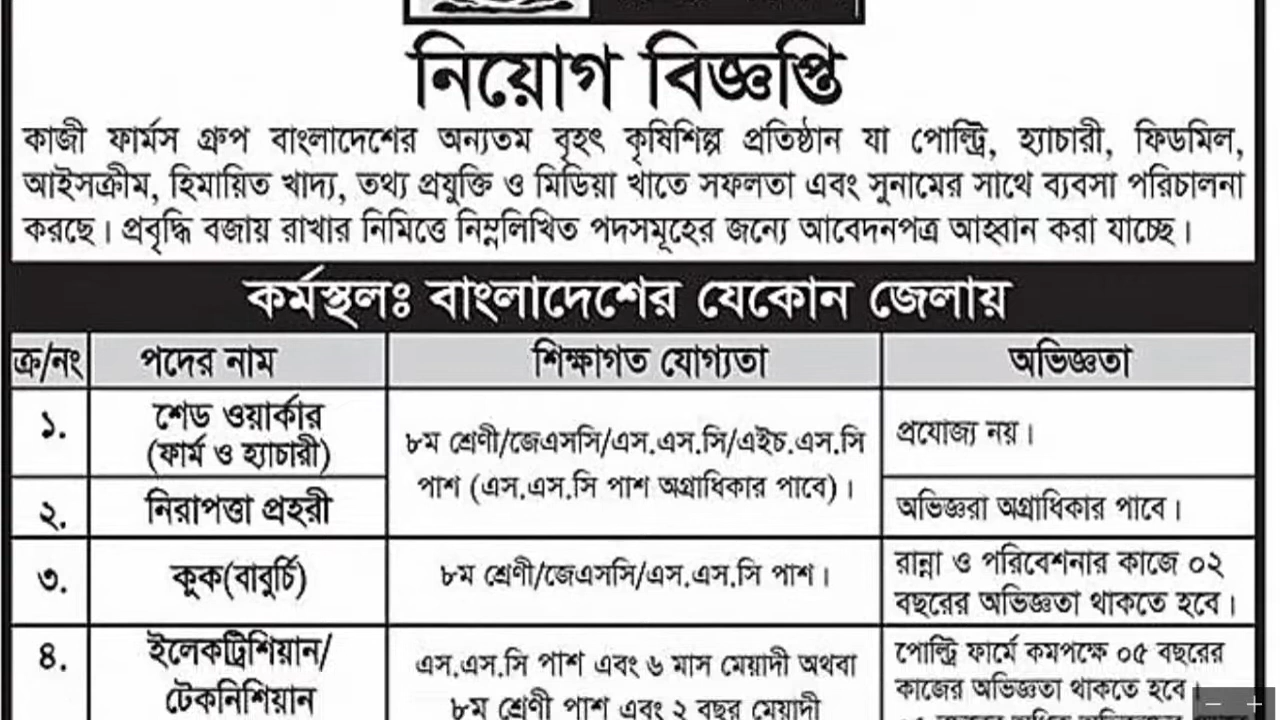 নিয়োগ বিজ্ঞপ্তি
কাজী ফার্মস গ্রুপ বাংলাদেশের অন্যতম বৃহৎ কৃষিশিল্প প্রতিষ্ঠান যা পোল্ট্রি, হ্যাচারী, ফিডমিল,
আইসক্রীম, হিমায়িত খাদ্য, তথ্য প্রযুক্তি ও মিডিয়া খাতে সফলতা এবং সুনামের সাথে ব্যবসা পরিচালনা
করছে। প্রবৃদ্ধি বজায় রাখার নিমিত্তে নিম্নলিখিত পদসমূহের জন্যে আবেদনপত্র আহ্বান করা যাচ্ছে।
কর্মস্থলঃ বাংলাদেশের যেকোন জেলায়
ক্র/নং পদের নাম শিক্ষাগত যোগ্যতা অভিজ্ঞতা
১. শেড ওয়ার্কার
(ফার্ম ও হ্যাচারী)
৮ম শ্রেণী/জেএসসি/এস.এস.সি/এইচ.এস.সি
পাশ (এস.এস.সি পাশ অগ্রাধিকার পাবে)।
প্রযোজ্য নয়।
২. নিরাপত্তা প্রহরী
অভিজ্ঞরা অগ্রাধিকার পাবে।
৩. কুক(বাবুর্চি)
৮ম শ্রেণী/জেএসসি/এস.এস.সি পাশ।
রান্না ও পরিবেশনার কাজে ০২
বছরের অভিজ্ঞতা থাকতে হবে।
৪. ইলেকট্রিশিয়ান/
টেকনিশিয়ান
এস.এস.সি পাশ এবং ৬ মাস মেয়াদী অথবা
৮ম শ্রেণী পাশ এবং ২ বছর মেয়াদী
পোল্ট্রি ফার্মে কমপক্ষে ০৫ বছরের
কাজের অভিজ্ঞতা থাকতে হবে।